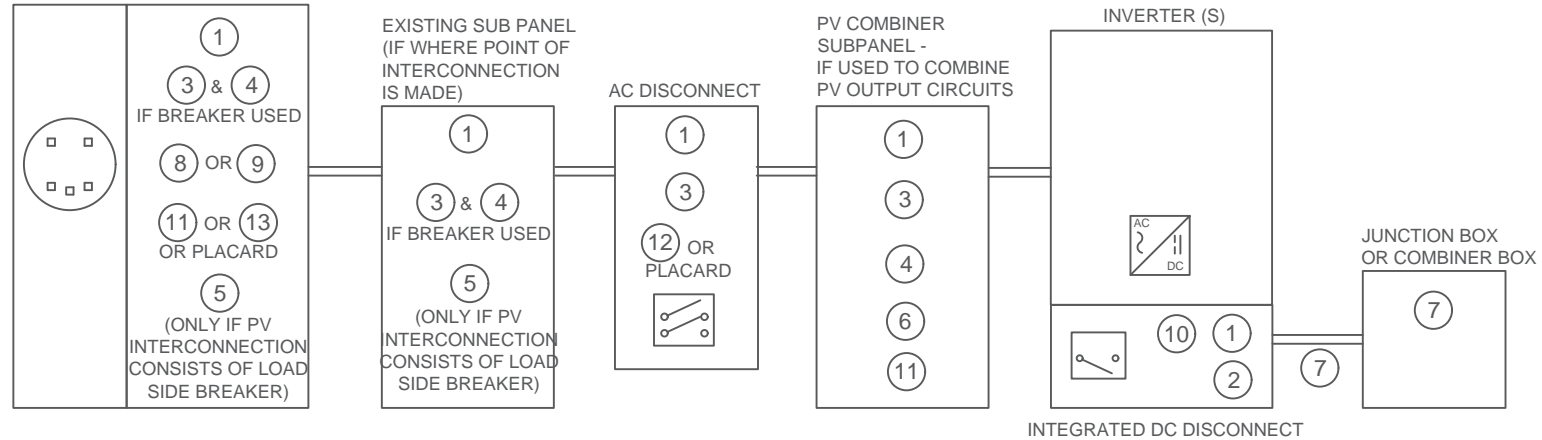 1
3 & 4
IF BREAKER USED
8 OR 9
11 OR 13
OR PLACARD
5
(ONLY IF PV
INTERCONNECTION
CONSISTS OF LOAD
SIDE BREAKER)
EXISTING SUB PANEL
(IF WHERE POINT OF
INTERCONNECTION
IS MADE)
1
3 & 4
IF BREAKER USED
5
(ONLY IF PV
INTERCONNECTION
CONSISTS OF LOAD
SIDE BREAKER)
AC DISCONNECT
1
3
12 OR
PLACARD
PV COMBINER
SUBPANEL -
IF USED TO COMBINE
PV OUTPUT CIRCUITS
1
3
4
6
11
INVERTER (S)
AC
DC
10 1
2
INTEGRATED DC DISCONNECT
7
JUNCTION BOX
OR COMBINER BOX
7